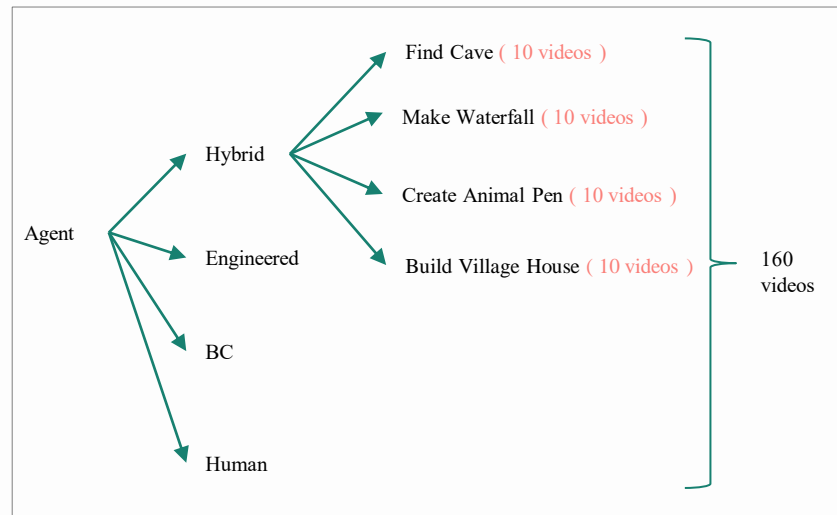 Find Cave ( 10 videos )
Make Waterfall ( 10 videos )
Hybrid
Create Animal Pen ( 10 videos )
Agent
Engineered
Build Village House ( 10 videos )
160
videos
BC
Human